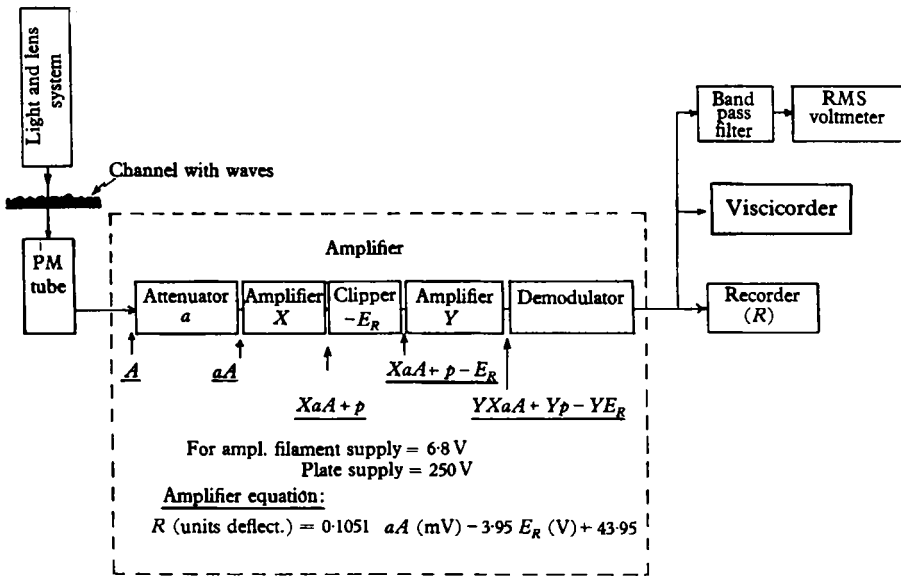 Light and lens
system
Channel with waves
PM
tube
Amplifier
Attenuator
a
Amplifier
X
Clipper
−E_R
Amplifier
Y
Demodulator
A
aA
XaA + p
XaA + p − E_R
YXaA + Yp − YE_R
Band
pass
filter
RMS
voltmeter
Viscicorder
Recorder
(R)
For ampl. filament supply = 6·8 V
Plate supply = 250 V
Amplifier equation:
R (units deflect.) = 0·1051 aA (mV) − 3·95 E_R (V) + 43·95